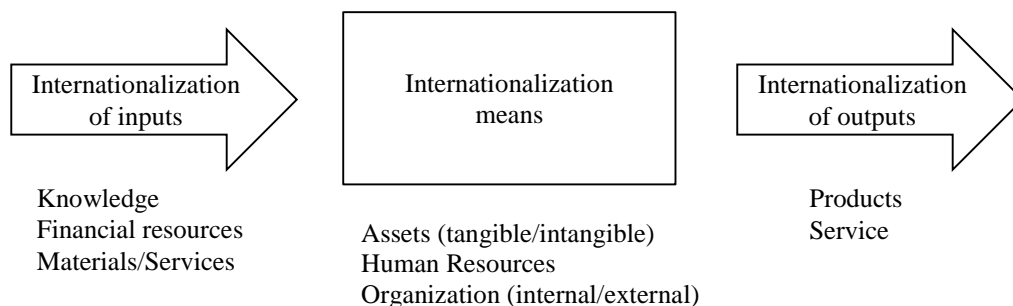 Internationalization
of inputs
Internationalization
means
Internationalization
of outputs
Knowledge
Financial resources
Materials/Services
Assets (tangible/intangible)
Human Resources
Organization (internal/external)
Products
Service